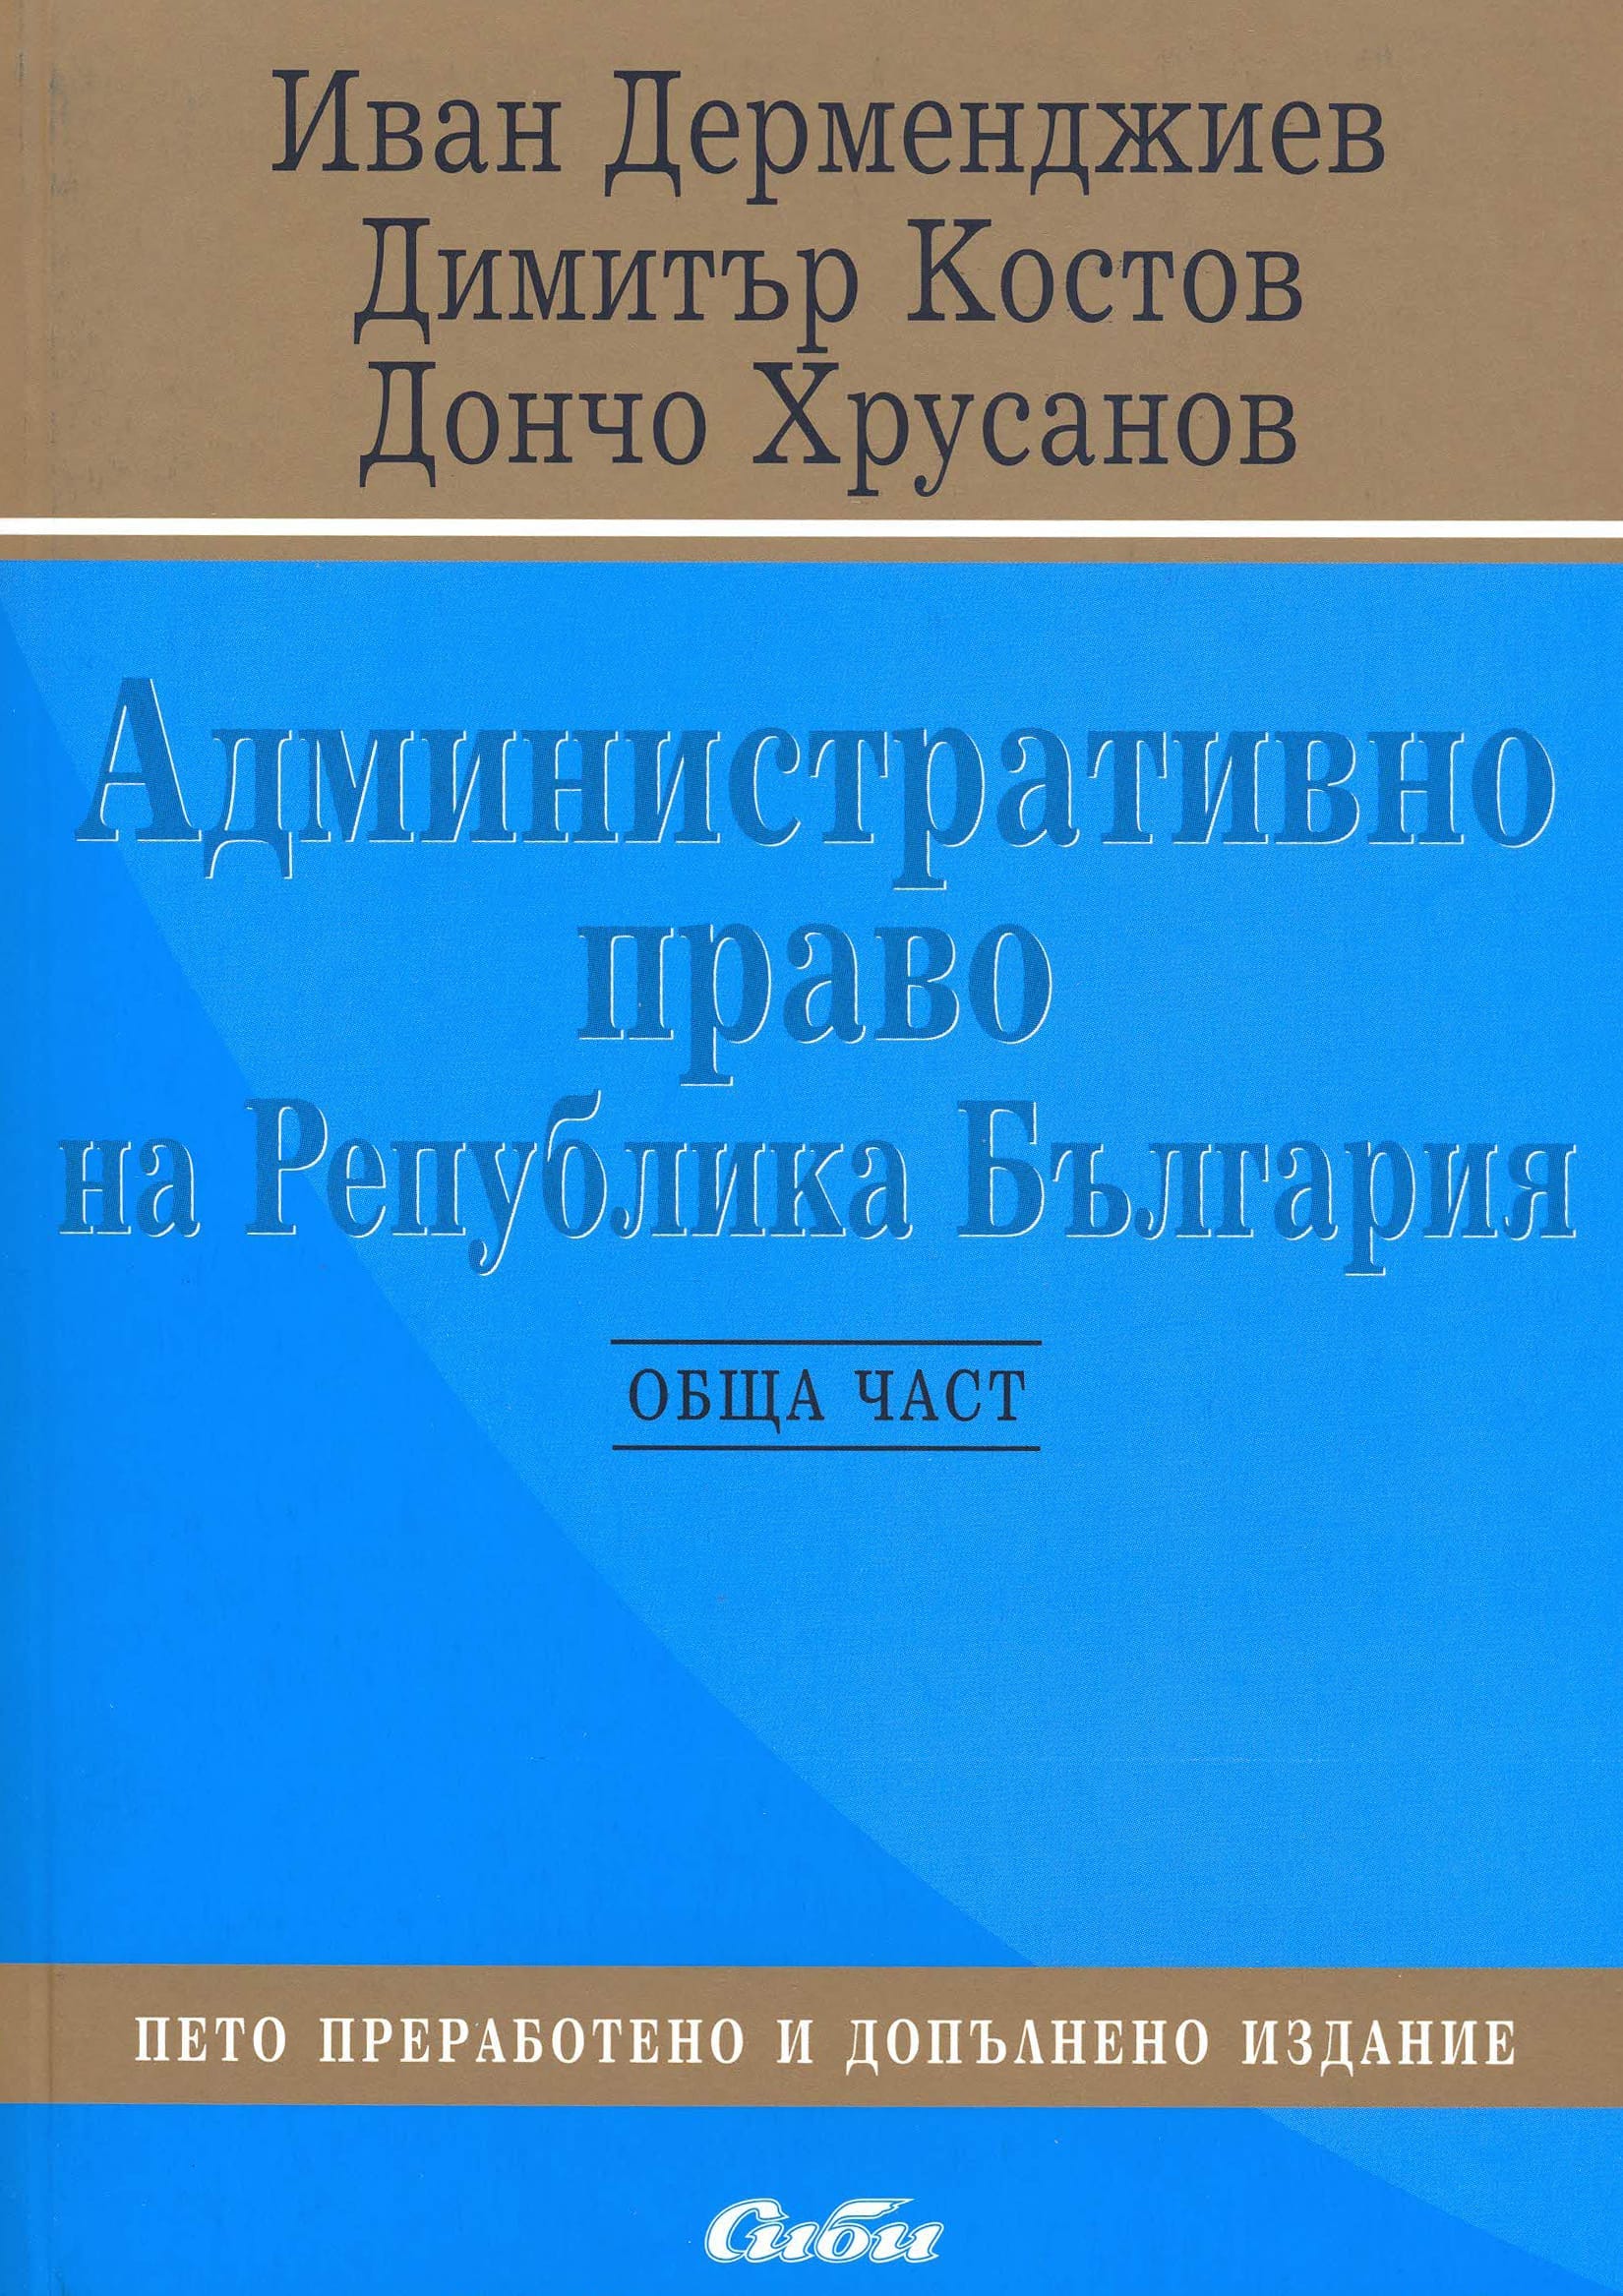 Иван Дерменджиев
Димитър Костов
Дончо Хрусанов
Административно
право
на Република България
ОБЩА ЧАСТ
ПЕТО ПРЕРАБОТЕНО И ДОПЪЛНЕНО ИЗДАНИЕ
Сиби